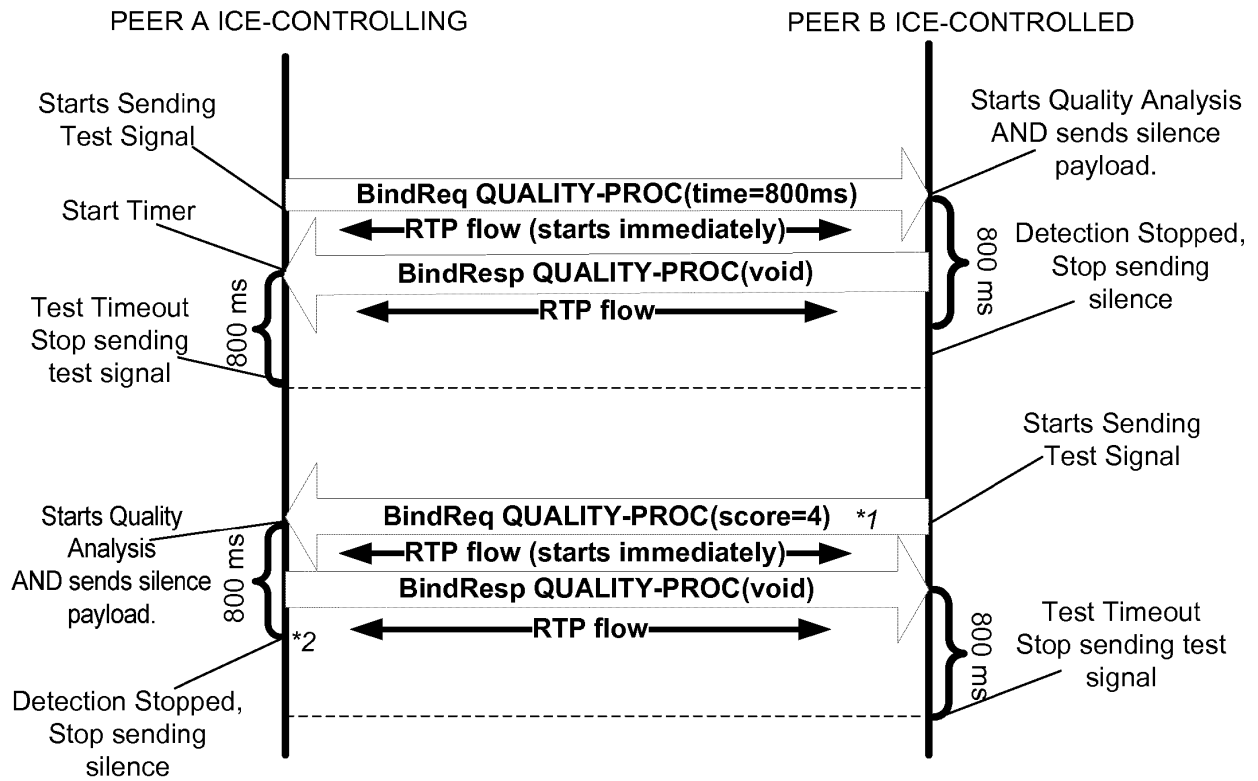 PEER A ICE-CONTROLLING
PEER B ICE-CONTROLLED
Starts Sending
Test Signal
Starts Quality Analysis
AND sends silence
payload.
BindReq QUALITY-PROC(time=800ms)
Start Timer
RTP flow (starts immediately)
800 ms
Detection Stopped,
Stop sending
silence
BindResp QUALITY-PROC(void)
RTP flow
800 ms
Test Timeout
Stop sending
test signal
Starts Sending
Test Signal
BindReq QUALITY-PROC(score=4) *1
Starts Quality
Analysis
AND sends silence
payload.
800 ms
RTP flow (starts immediately)
BindResp QUALITY-PROC(void)
RTP flow
*2
800 ms
Test Timeout
Stop sending test
signal
Detection Stopped,
Stop sending
silence